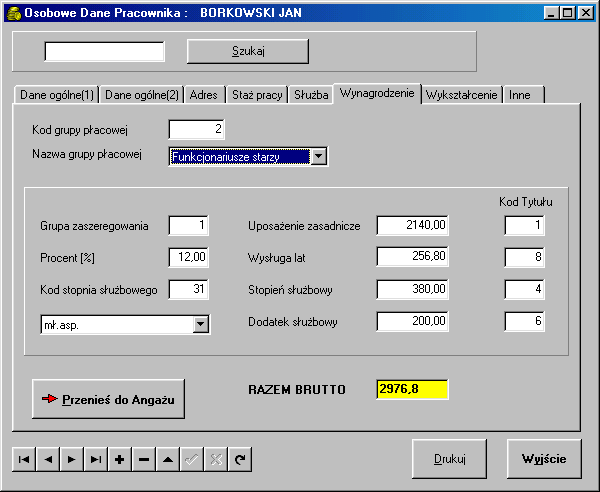 Osobowe Dane Pracownika : BORKOWSKI JAN
Szukaj
Dane ogólne(1) Dane ogólne(2) Adres Staż pracy Służba Wynagrodzenie Wykształcenie Inne
Kod grupy płacowej 2
Nazwa grupy płacowej Funkcjonariusze starzy
Kod Tytułu
Grupa zaszeregowania 1 Uposażenie zasadnicze 2140,00 1
Procent [%] 12,00 Wysługa lat 256,80 8
Kod stopnia służbowego 31 Stopień służbowy 380,00 4
mł.asp. Dodatek służbowy 200,00 6
Przenieś do Angażu RAZEM BRUTTO 2976,8
Drukuj Wyjście